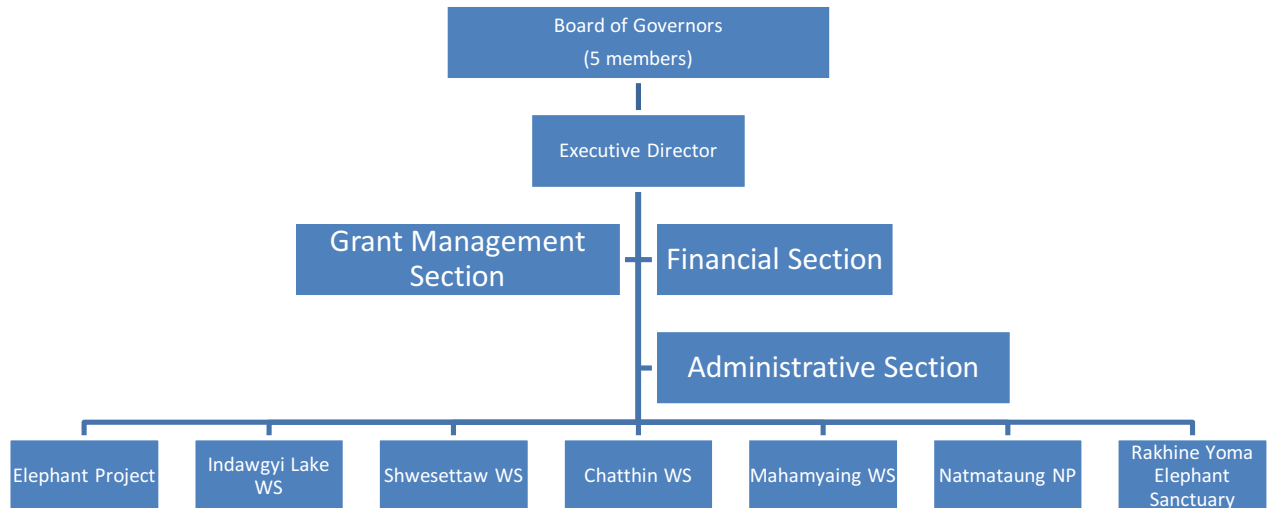 Board of Governors
(5 members)
Executive Director
Grant Management
Section
Financial Section
Administrative Section
Elephant Project
Indawgyi Lake
WS
Shwesettaw WS
Chatthin WS
Mahamyaing WS
Natmataung NP
Rakhine Yoma
Elephant
Sanctuary